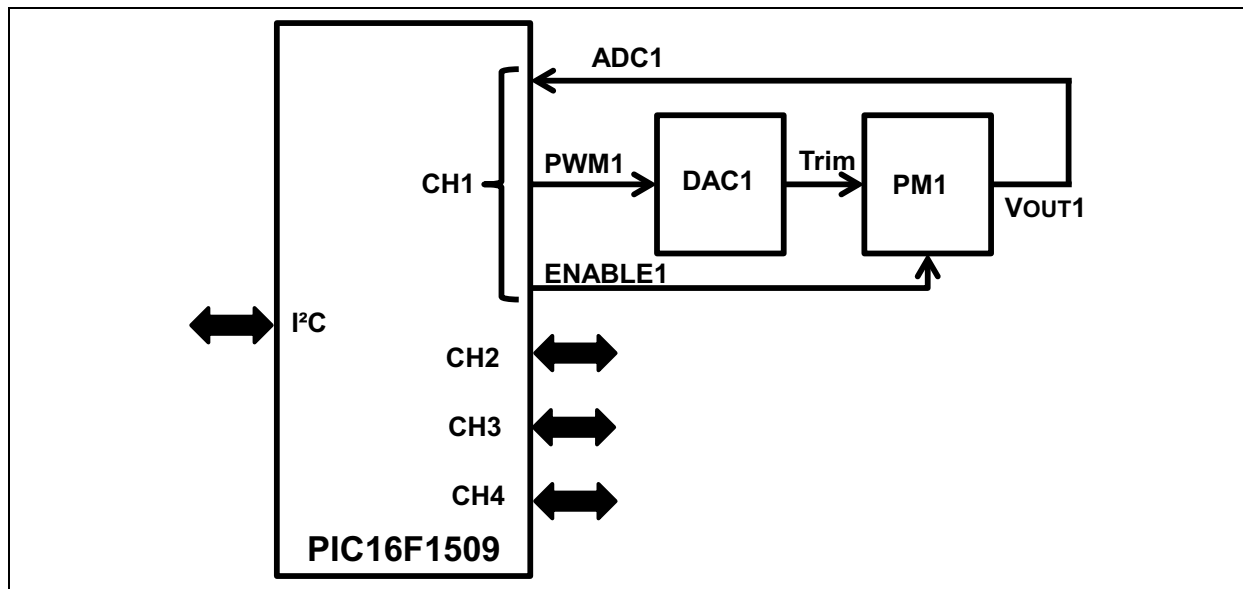 ADC1
PWM1
DAC1
Trim
PM1
CH1
VOUT1
ENABLE1
I²C
CH2
CH3
CH4
PIC16F1509